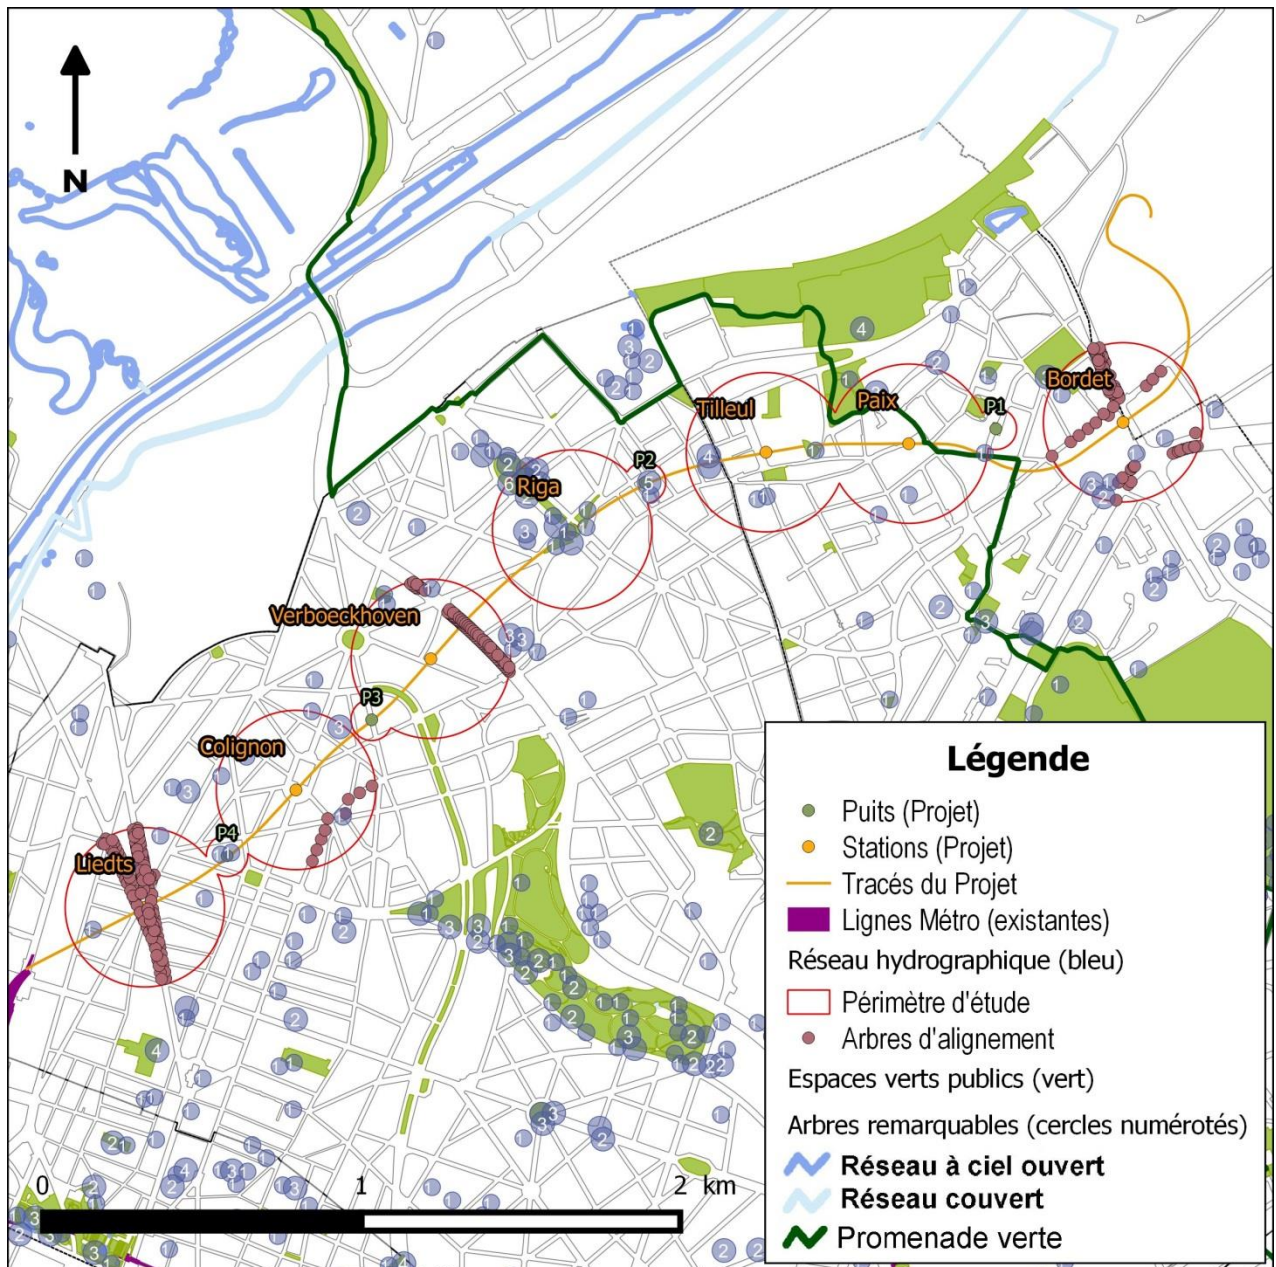 N
Bordet
Tilleul
Paix
P1
P2
Riga
Verboeckhoven
P3
Colignon
P4
Liedts
Légende
Puits (Projet)
Stations (Projet)
Tracés du Projet
Lignes Métro (existantes)
Réseau hydrographique (bleu)
Périmètre d'étude
Arbres d'alignement
Espaces verts publics (vert)
Arbres remarquables (cercles numérotés)
Réseau à ciel ouvert
Réseau couvert
Promenade verte
0 1 2 km